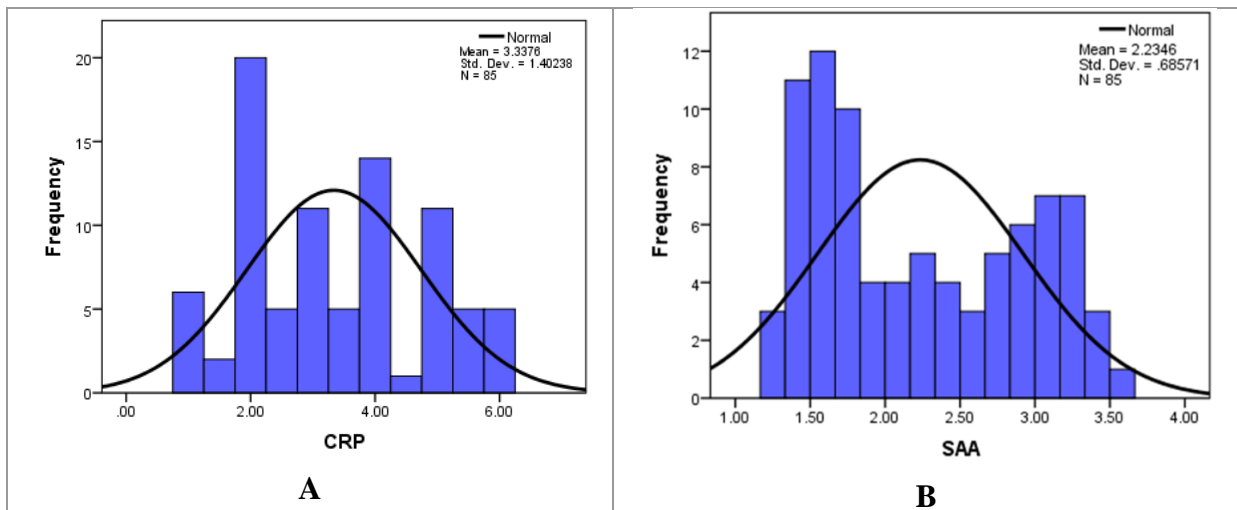 Normal
Mean = 3.3376
Std. Dev. = 1.40238
N = 85
Frequency
20
15
10
5
0
.00 2.00 4.00 6.00
CRP
A
Normal
Mean = 2.2346
Std. Dev. = .68571
N = 85
Frequency
12
10
8
6
4
2
0
1.00 1.50 2.00 2.50 3.00 3.50 4.00
SAA
B